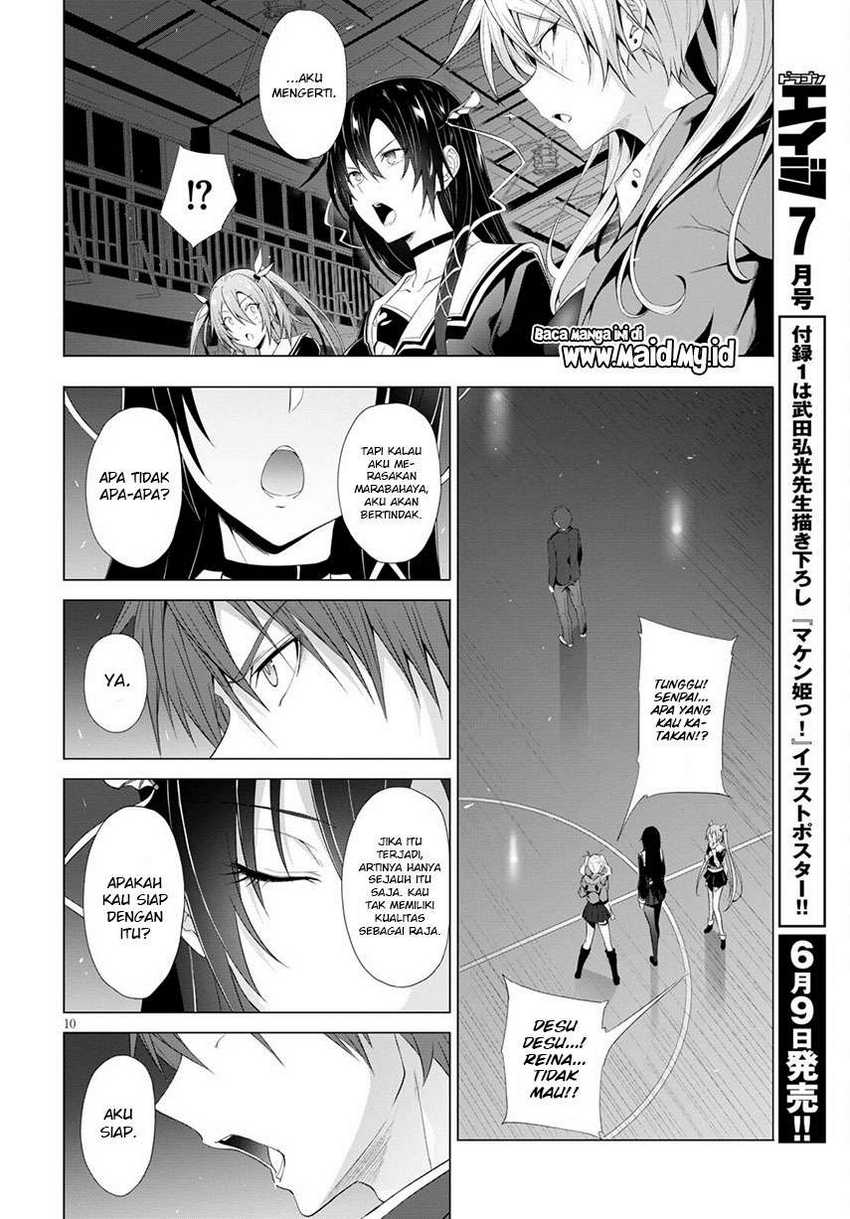 ...AKU
MENGERTI.
!?
Baca Manga ini di
www.Maid.my.id
TUNGGU!
SENPAI...
...APA YANG
KAU KA-
TAKAN!?
DESU
DESU...!
REINA...
...TIDAK
MAU!!
TAPI KALAU
AKU ME-
RASAKAN
MARABAHAYA,
AKU AKAN
BERTINDAK.
APA TIDAK
APA-APA?
YA.
JIKA ITU
TERJADI,
ARTINYA HANYA
SEJAUH ITU
SAJA. KAU
TAK MEMILIKI
KUALITAS
SEBAGAI RAJA.
APAKAH
KAU SIAP
DENGAN
ITU?
10
AKU
SIAP.
ドラゴンエイジ7月号
付録1は武田弘光先生描き下ろし『マケン姫っ!』イラストポスター!!
6月9日発売!!